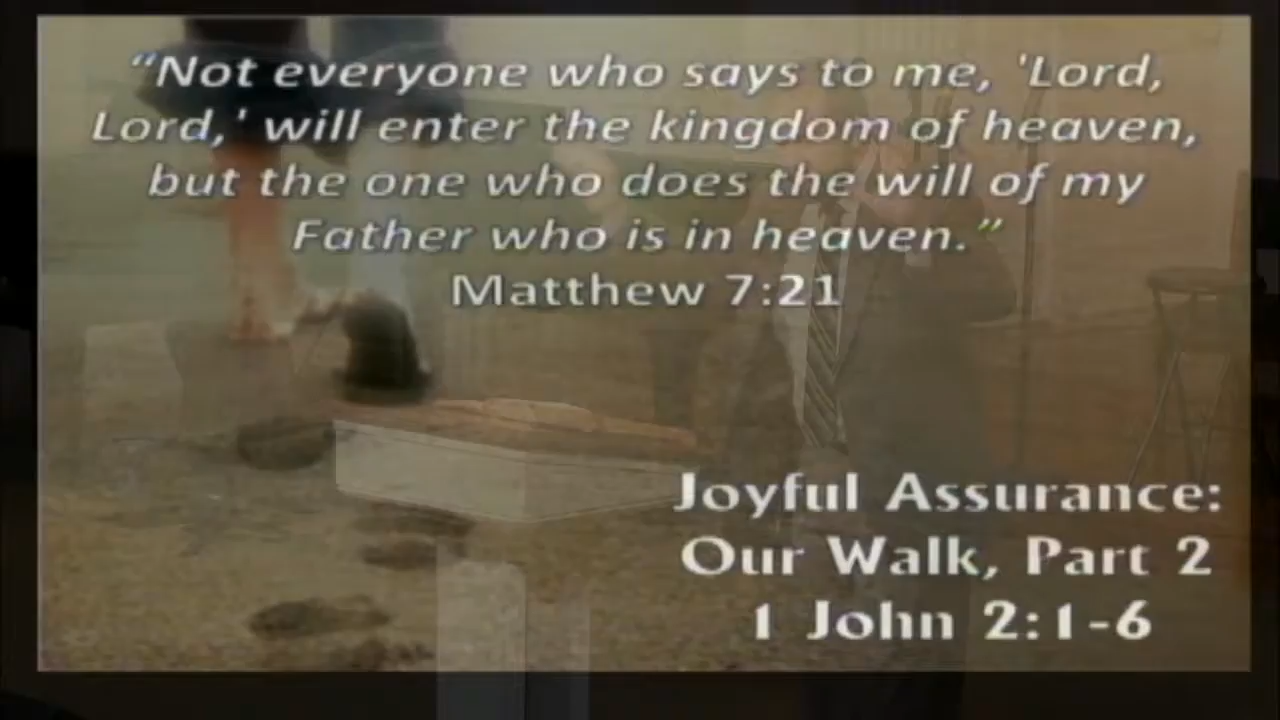 “Not everyone who says to me, 'Lord,
Lord,' will enter the kingdom of heaven,
but the one who does the will of my
Father who is in heaven.”
Matthew 7:21
Joyful Assurance:
Our Walk, Part 2
1 John 2:1-6